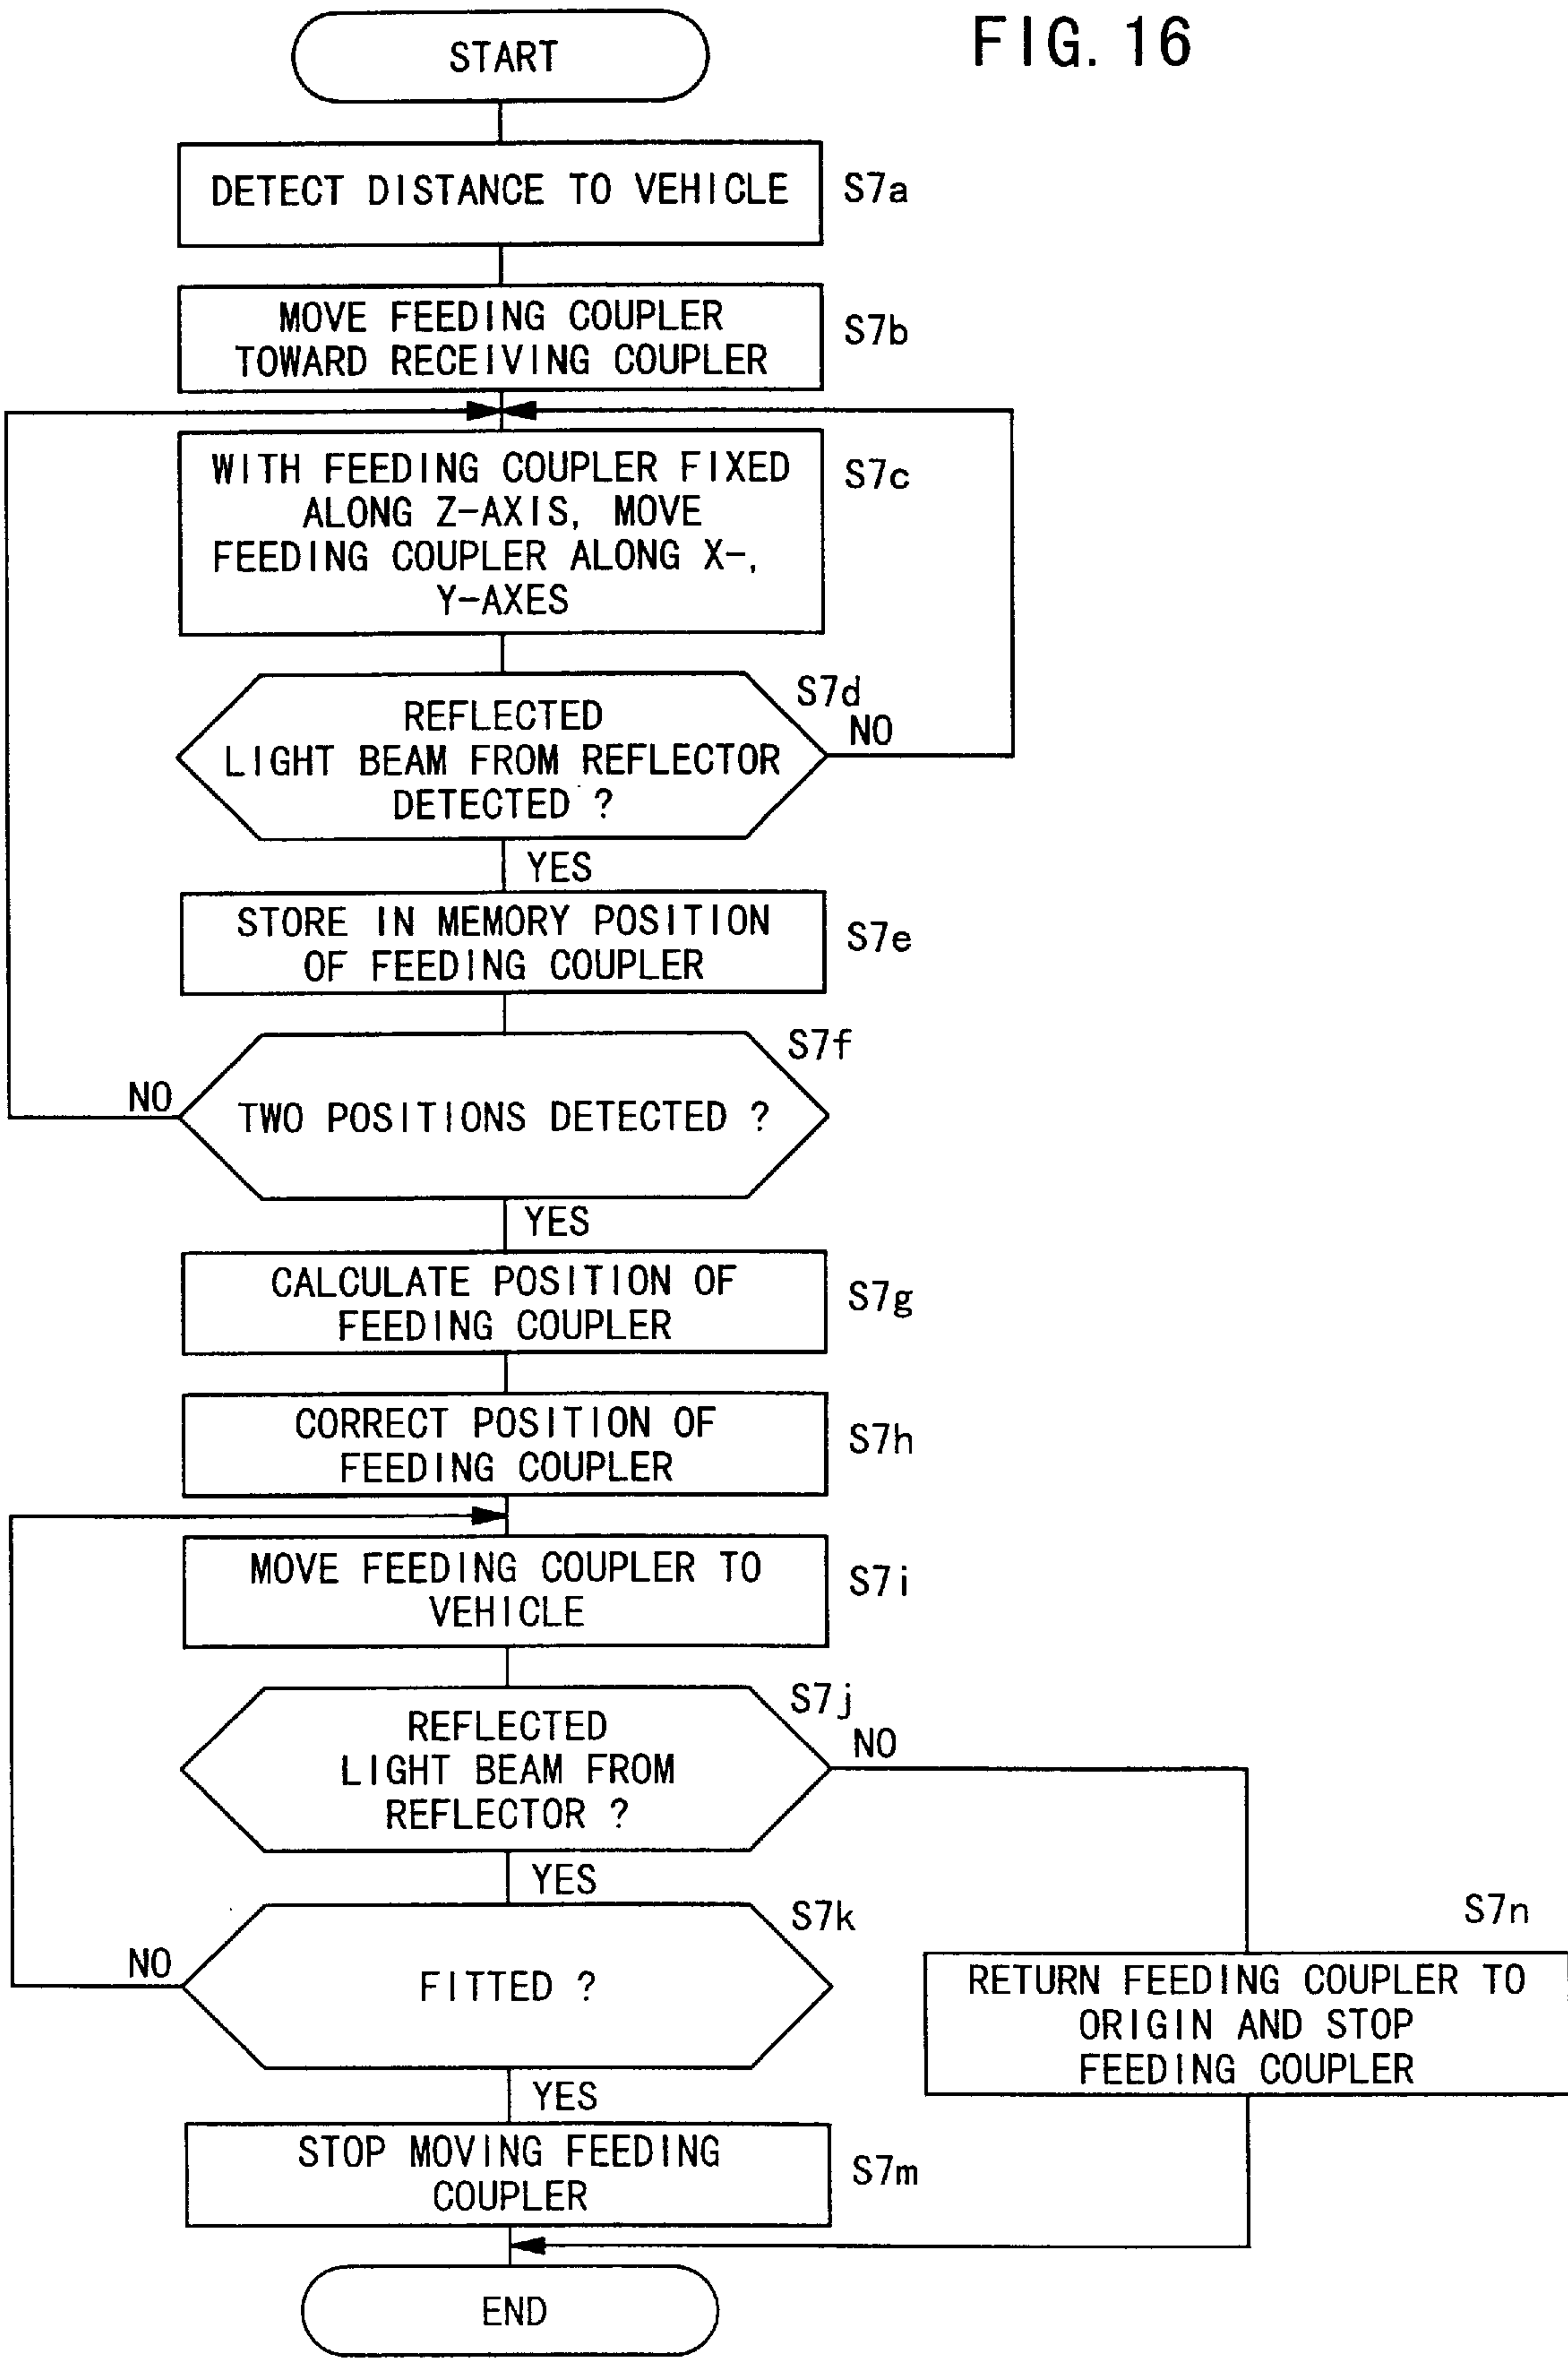 FIG. 16
START
DETECT DISTANCE TO VEHICLE
S7a
MOVE FEEDING COUPLER
TOWARD RECEIVING COUPLER
S7b
WITH FEEDING COUPLER FIXED
ALONG Z-AXIS, MOVE
FEEDING COUPLER ALONG X-,
Y-AXES
S7c
S7d
REFLECTED
LIGHT BEAM FROM REFLECTOR
DETECTED ?
NO
YES
STORE IN MEMORY POSITION
OF FEEDING COUPLER
S7e
S7f
NO
TWO POSITIONS DETECTED ?
YES
CALCULATE POSITION OF
FEEDING COUPLER
S7g
CORRECT POSITION OF
FEEDING COUPLER
S7h
MOVE FEEDING COUPLER TO
VEHICLE
S7i
S7j
REFLECTED
LIGHT BEAM FROM
REFLECTOR ?
NO
YES
S7k
NO
FITTED ?
YES
S7n
RETURN FEEDING COUPLER TO
ORIGIN AND STOP
FEEDING COUPLER
STOP MOVING FEEDING
COUPLER
S7m
END